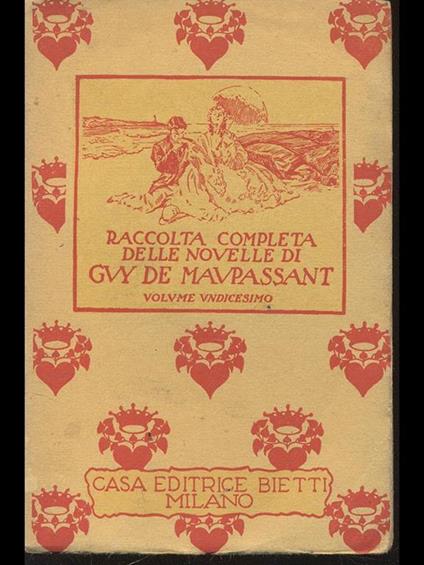 RACCOLTA COMPLETA
DELLE NOVELLE DI
GVY DE MAVPASSANT
VOLVME VNDICESIMO
CASA EDITRICE BIETTI
MILANO